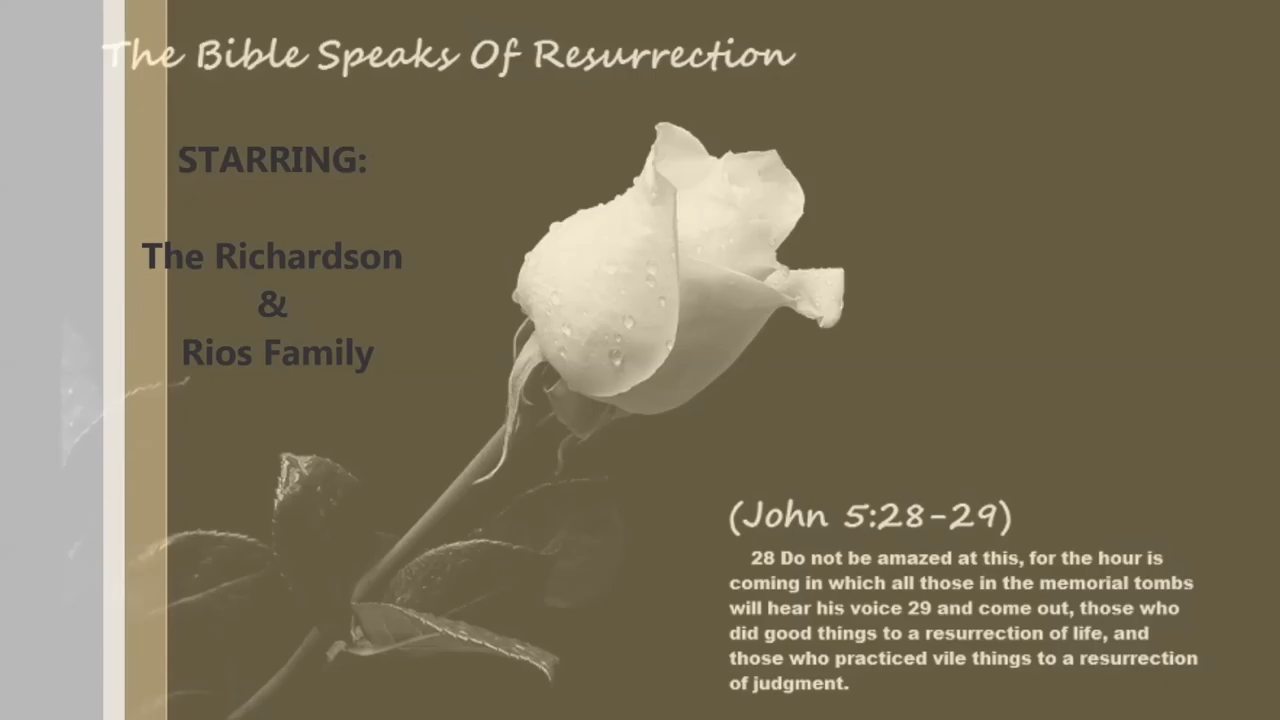 The Bible Speaks Of Resurrection
STARRING:
The Richardson
&
Rios Family
(John 5:28-29)
28 Do not be amazed at this, for the hour is
coming in which all those in the memorial tombs
will hear his voice 29 and come out, those who
did good things to a resurrection of life, and
those who practiced vile things to a resurrection
of judgment.